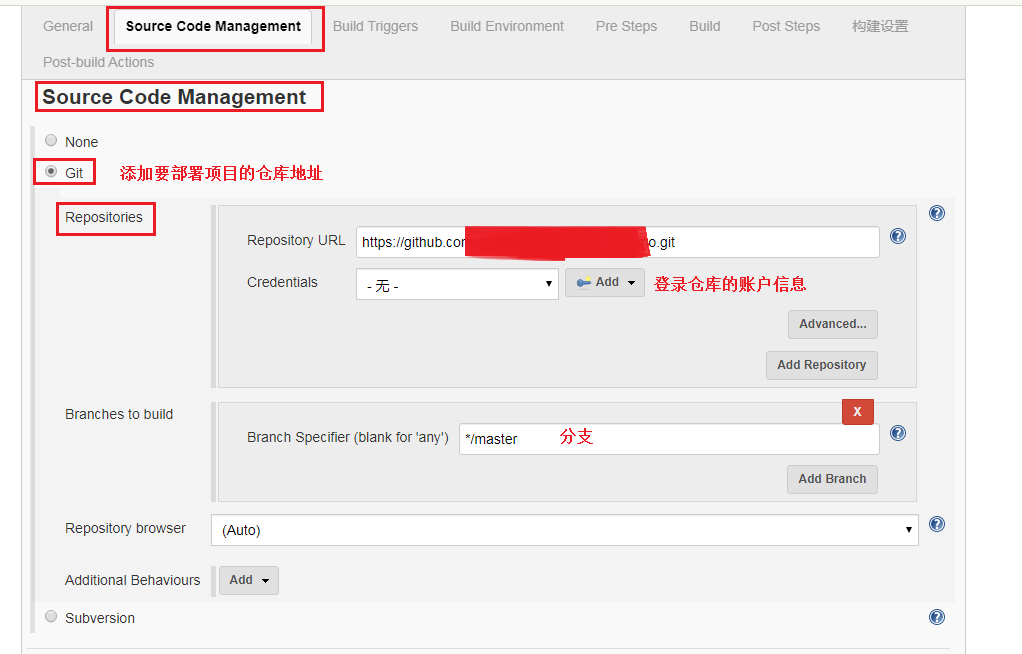 General Source Code Management Build Triggers Build Environment Pre Steps Build Post Steps 构建设置
Post-build Actions
Source Code Management
None
Git 添加要部署项目的仓库地址
Repositories
Repository URL https://github.com o.git
Credentials - 无 - Add 登录仓库的账户信息
Advanced...
Add Repository
Branches to build
X
Branch Specifier (blank for 'any') */master 分支
Add Branch
Repository browser (Auto)
Additional Behaviours Add
Subversion